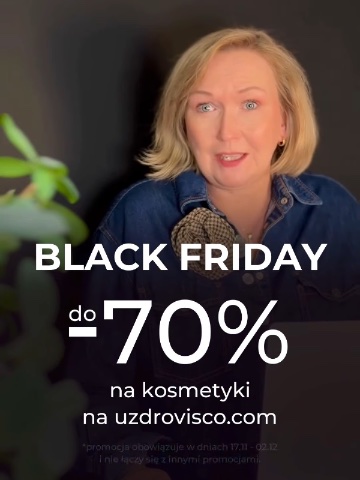 BLACK FRIDAY
do
-70%
na kosmetyki
na uzdrovisco.com
*promocja obowiązuje w dniach 17.11 - 02.12
i nie łączy się z innymi promocjami